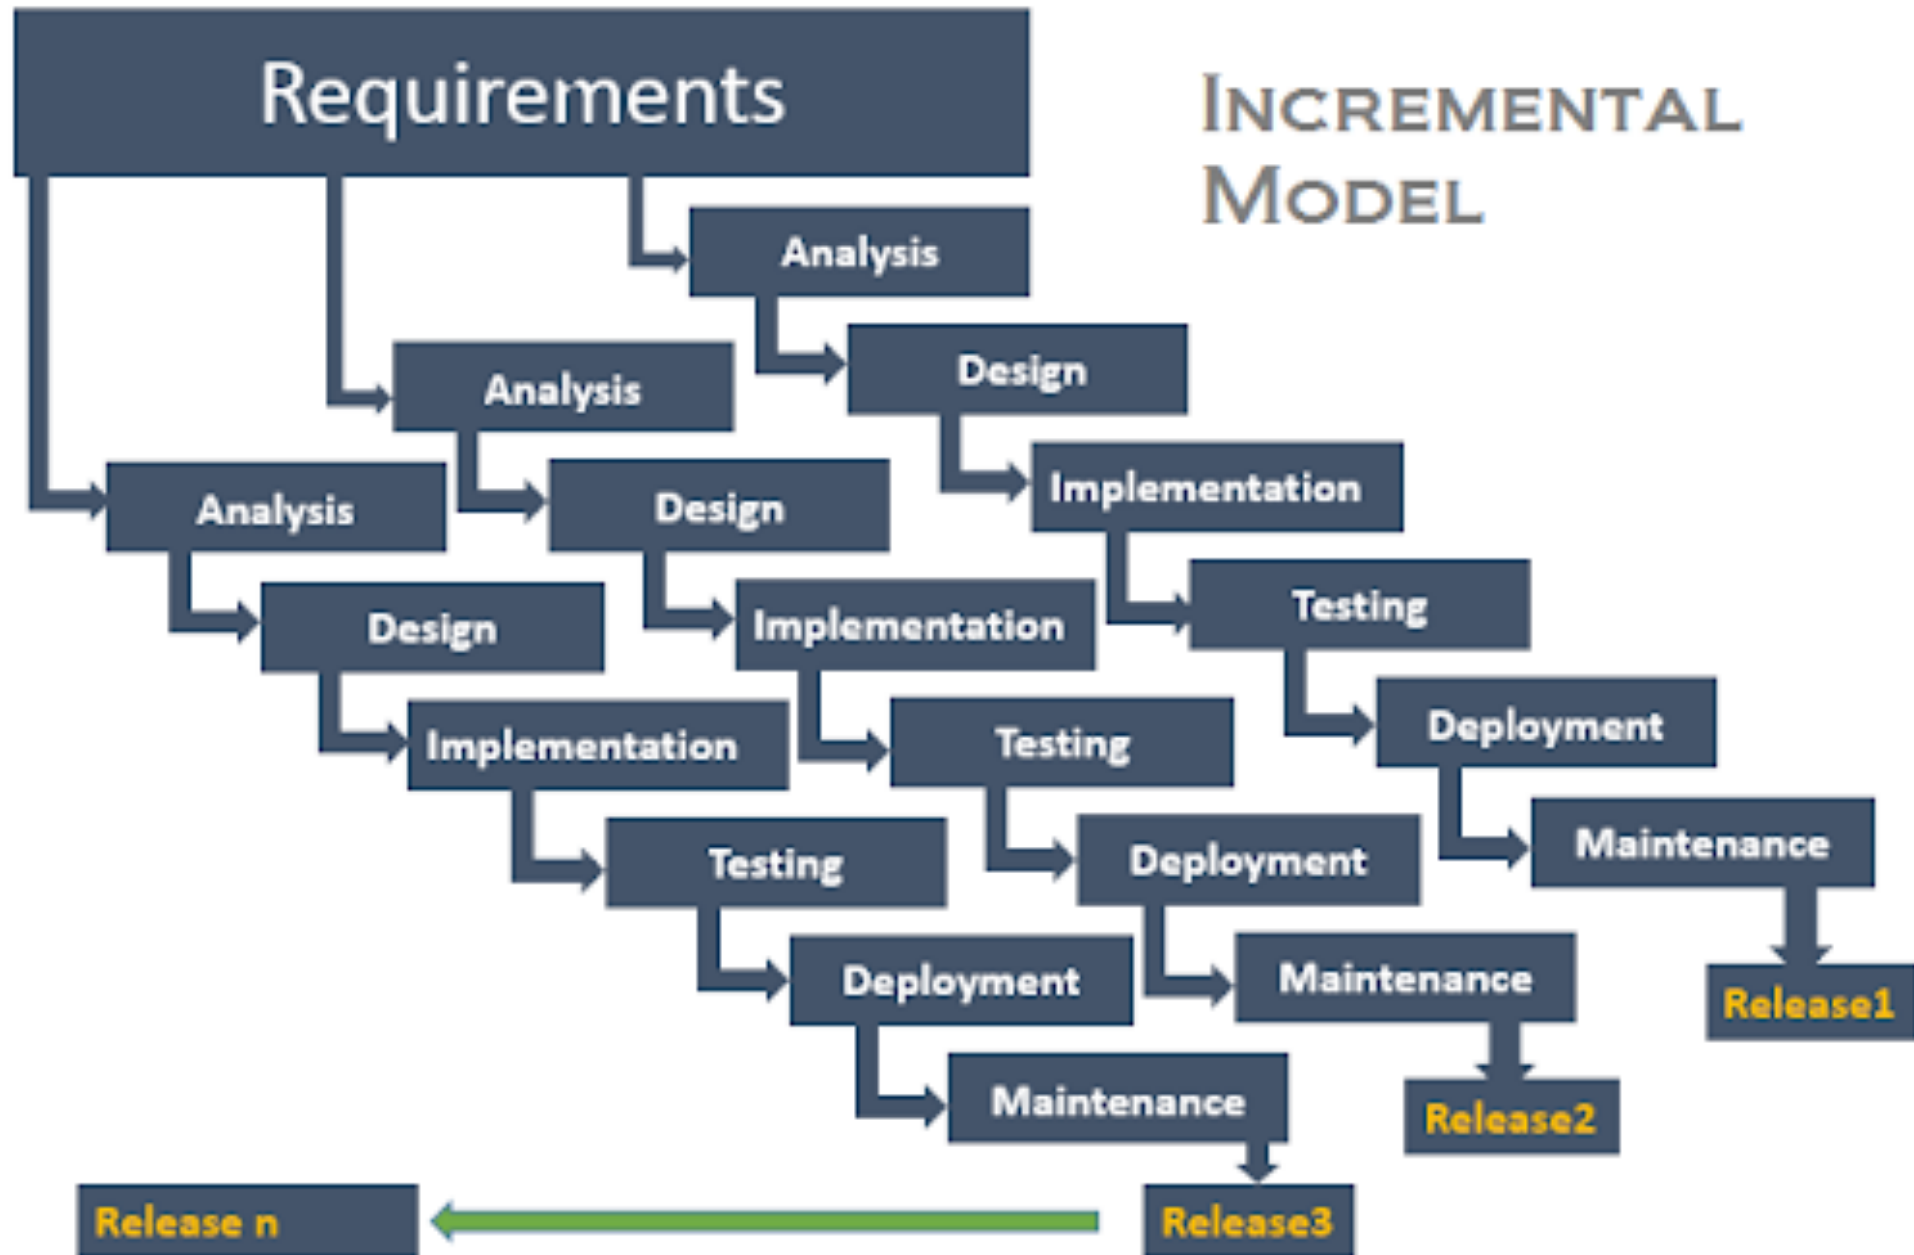 Requirements
INCREMENTAL
MODEL
Analysis
Design
Implementation
Testing
Deployment
Maintenance
Release1
Analysis
Design
Implementation
Testing
Deployment
Maintenance
Release2
Analysis
Design
Implementation
Testing
Deployment
Maintenance
Release3
Release n